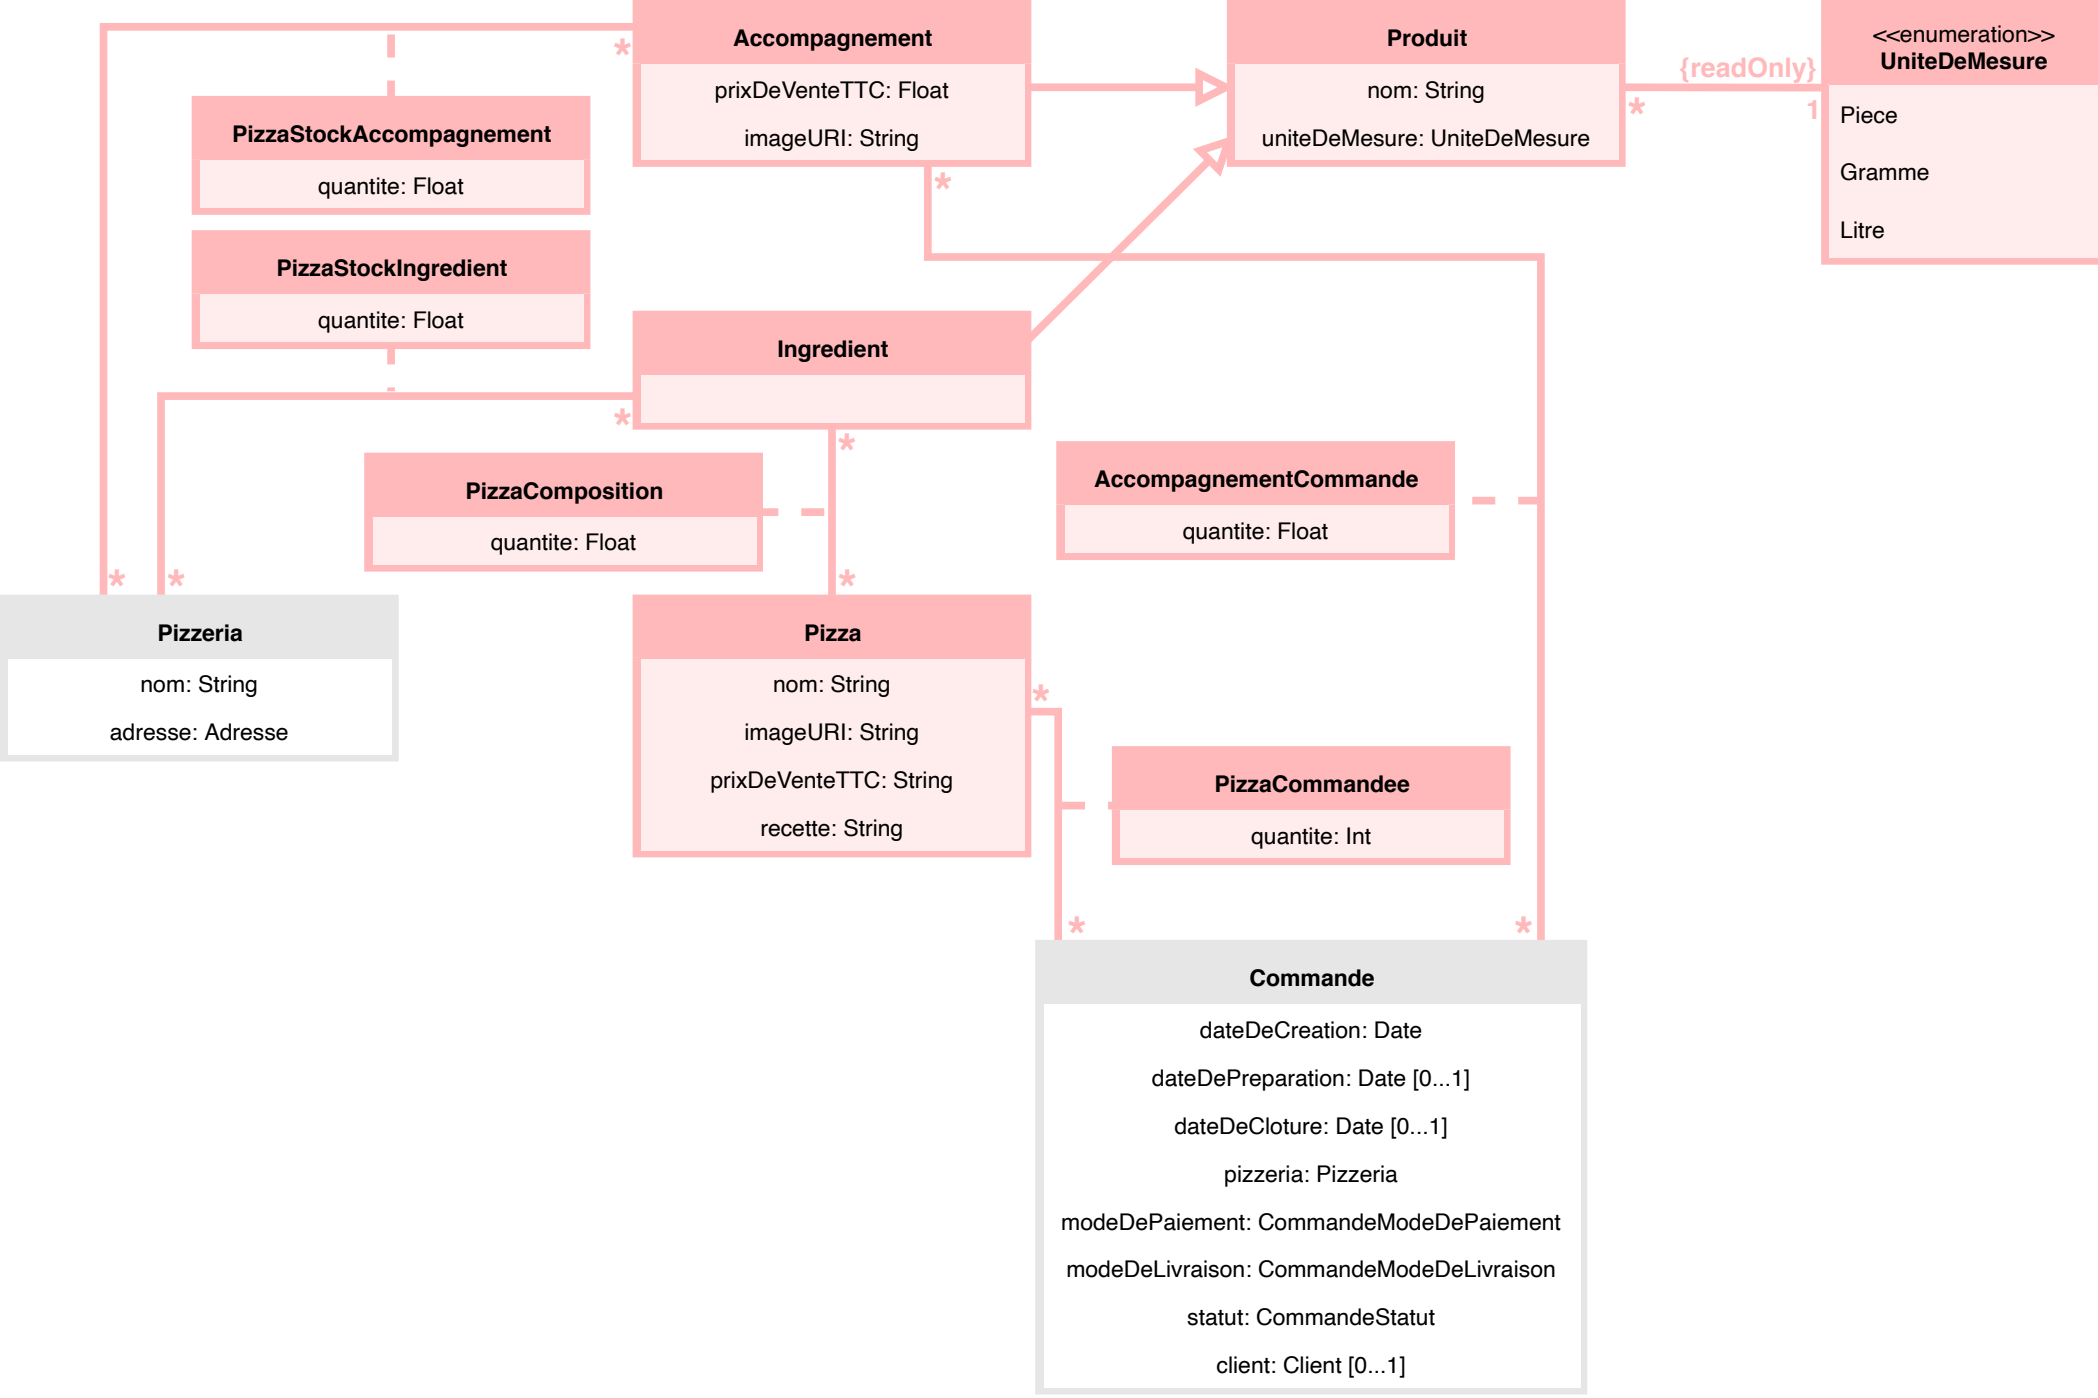 Accompagnement
prixDeVenteTTC: Float
imageURI: String
*
*
Produit
nom: String
uniteDeMesure: UniteDeMesure
{readOnly}
*
1
<<enumeration>>
UniteDeMesure
Piece
Gramme
Litre
PizzaStockAccompagnement
quantite: Float
PizzaStockIngredient
quantite: Float
Ingredient
*
*
PizzaComposition
quantite: Float
AccompagnementCommande
quantite: Float
*
*
*
Pizzeria
nom: String
adresse: Adresse
Pizza
nom: String
imageURI: String
prixDeVenteTTC: String
recette: String
*
PizzaCommandee
quantite: Int
*
*
Commande
dateDeCreation: Date
dateDePreparation: Date [0...1]
dateDeCloture: Date [0...1]
pizzeria: Pizzeria
modeDePaiement: CommandeModeDePaiement
modeDeLivraison: CommandeModeDeLivraison
statut: CommandeStatut
client: Client [0...1]